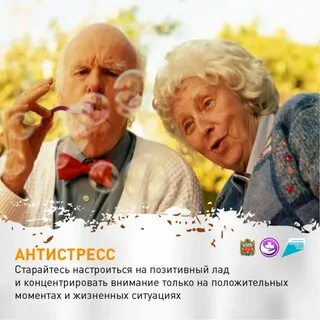 АНТИСТРЕСС
Старайтесь настроиться на позитивный лад
и концентрировать внимание только на положительных
моментах и жизненных ситуациях